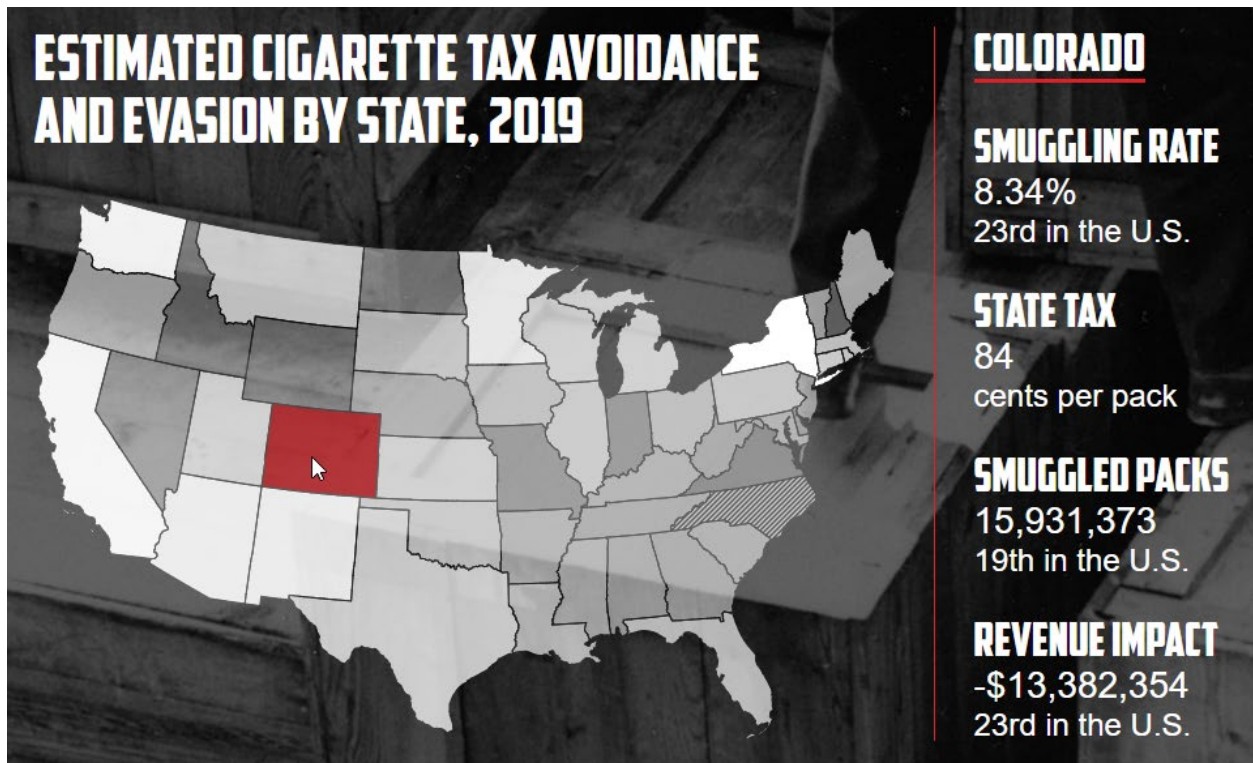 ESTIMATED CIGARETTE TAX AVOIDANCE
AND EVASION BY STATE, 2019
COLORADO
SMUGGLING RATE
8.34%
23rd in the U.S.
STATE TAX
84
cents per pack
SMUGGLED PACKS
15,931,373
19th in the U.S.
REVENUE IMPACT
-$13,382,354
23rd in the U.S.